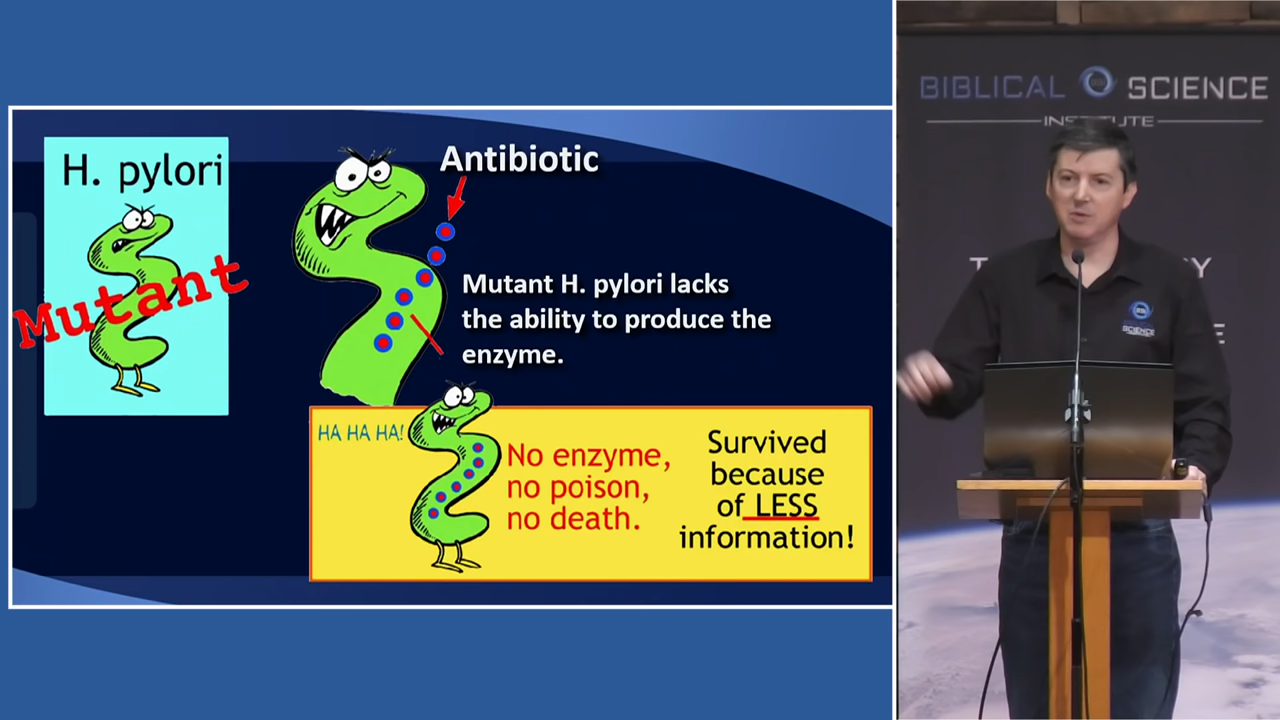 H. pylori
Mutant
Antibiotic
Mutant H. pylori lacks
the ability to produce the
enzyme.
HA HA HA!
No enzyme,
no poison,
no death.
Survived
because
of LESS
information!
BIBLICAL SCIENCE
INSTITUTE
SCIENCE